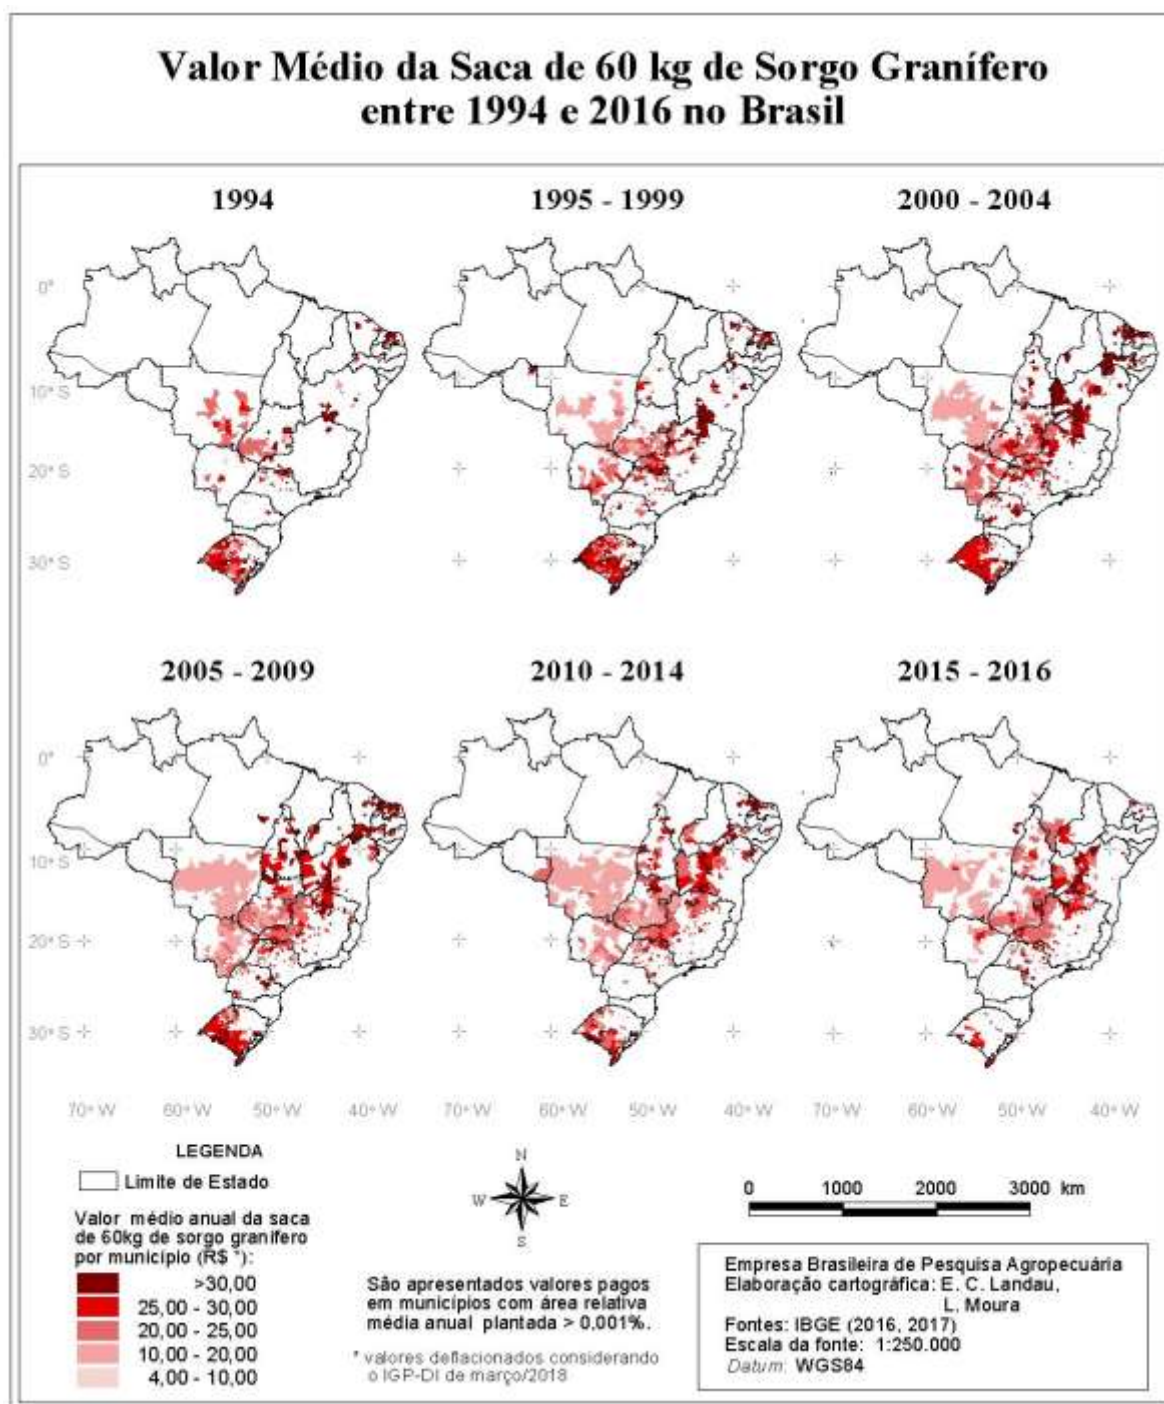 Valor Médio da Saca de 60 kg de Sorgo Granífero
entre 1994 e 2016 no Brasil
1994
1995 - 1999
2000 - 2004
0°
10° S
20° S
30° S
2005 - 2009
2010 - 2014
2015 - 2016
0°
10° S
20° S
30° S
70° W
60° W
50° W
40° W
70° W
60° W
50° W
40° W
70° W
60° W
50° W
40° W
LEGENDA
Limite de Estado
Valor médio anual da saca
de 60kg de sorgo granífero
por município (R$ *):
>30,00
25,00 - 30,00
20,00 - 25,00
10,00 - 20,00
4,00 - 10,00
N
W
E
S
São apresentados valores pagos
em municípios com área relativa
média anual plantada > 0,001%.
* valores deflacionados considerando
o IGP-DI de março/2018
0 1000 2000 3000 km
Empresa Brasileira de Pesquisa Agropecuária
Elaboração cartográfica: E. C. Landau,
L. Moura
Fontes: IBGE (2016, 2017)
Escala da fonte: 1:250.000
Datum: WGS84